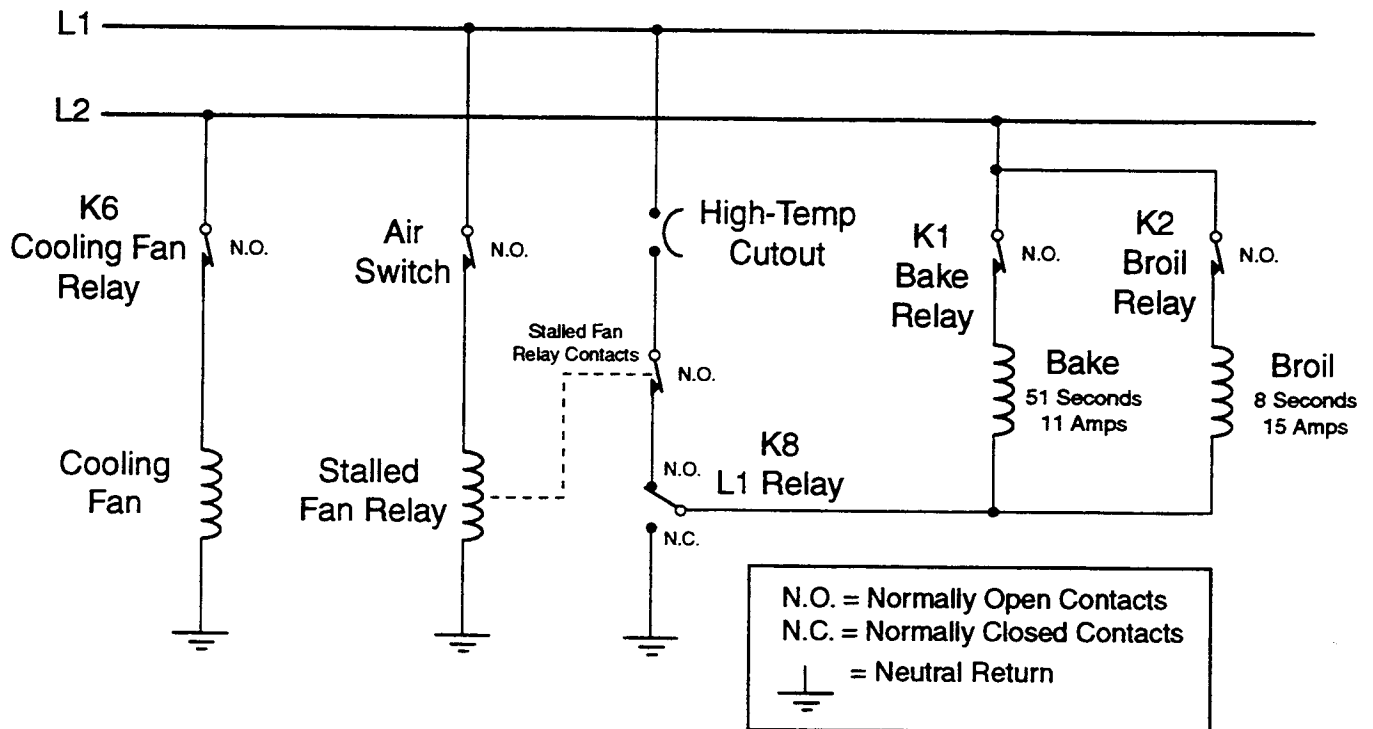 L1
L2
K6
Cooling Fan
Relay
N.O.
Cooling
Fan
Air
Switch
N.O.
Stalled
Fan Relay
High-Temp
Cutout
Stalled Fan
Relay Contacts
N.O.
K8
L1 Relay
N.O.
N.C.
K1
Bake
Relay
N.O.
Bake
51 Seconds
11 Amps
K2
Broil
Relay
N.O.
Broil
8 Seconds
15 Amps
N.O. = Normally Open Contacts
N.C. = Normally Closed Contacts
= Neutral Return